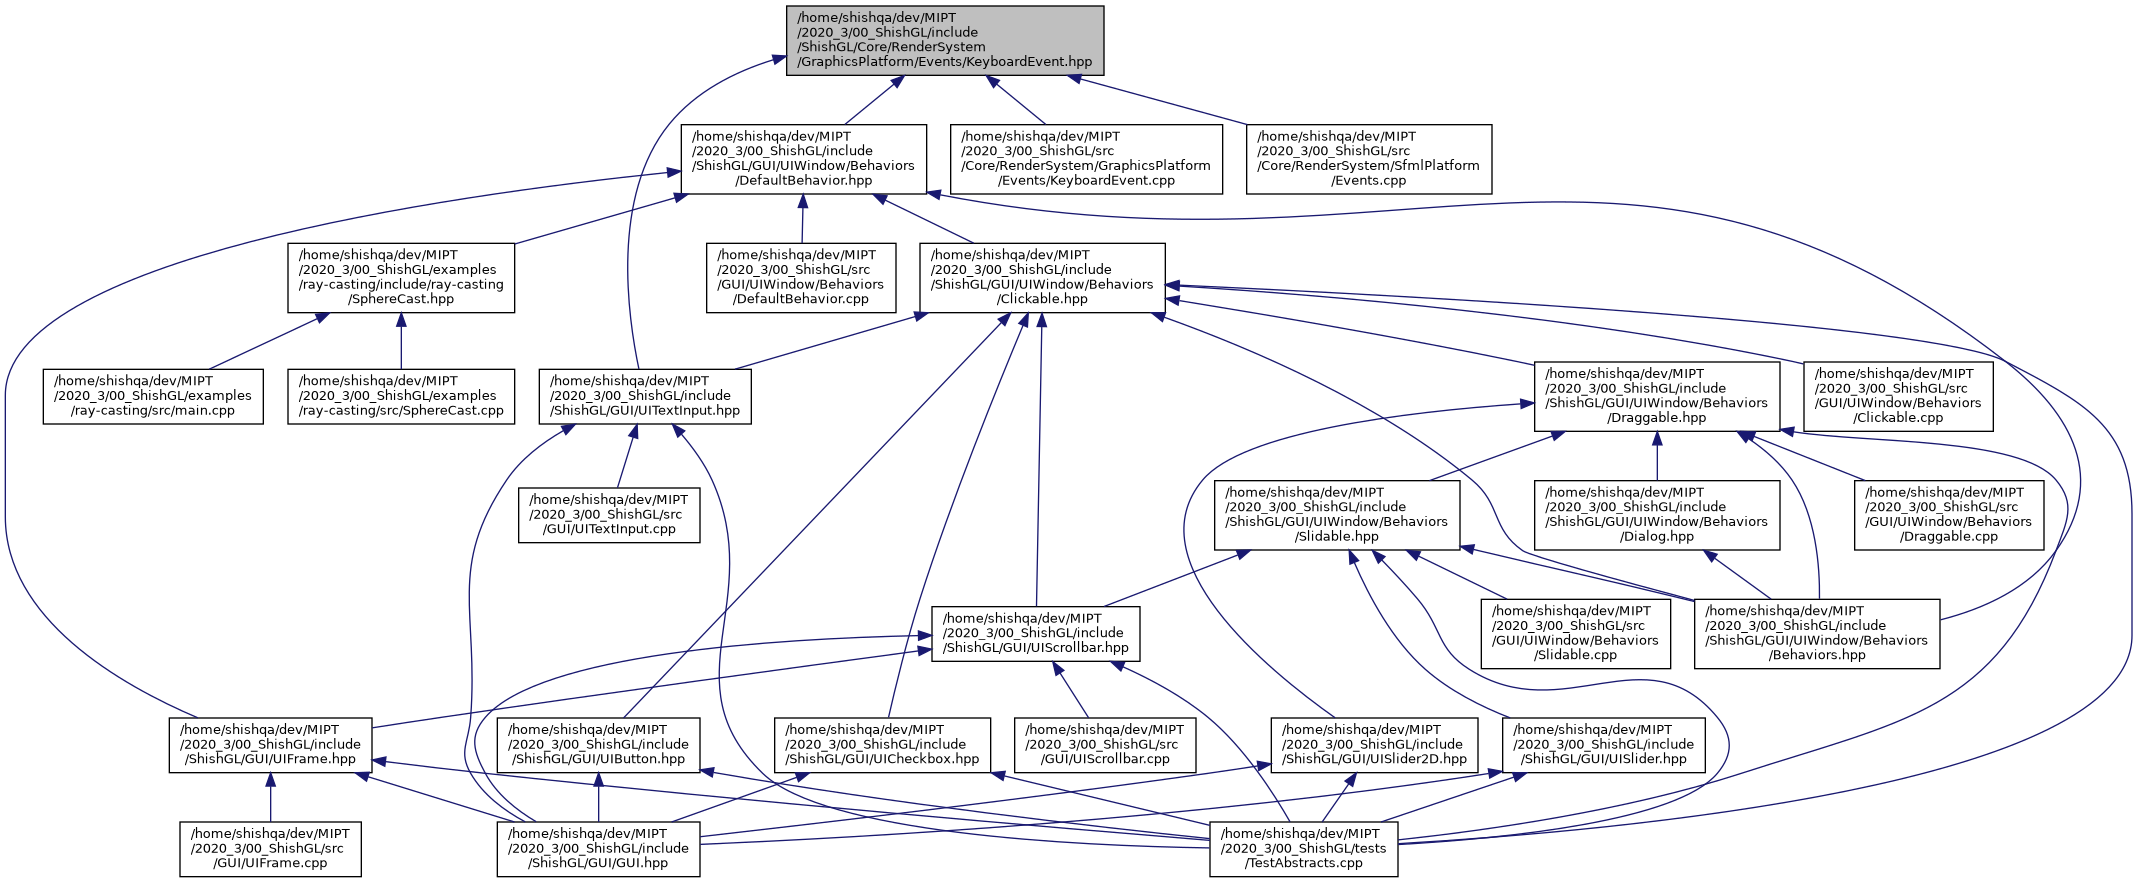 /home/shishqa/dev/MIPT
/2020_3/00_ShishGL/include
/ShishGL/Core/RenderSystem
/GraphicsPlatform/Events/KeyboardEvent.hpp
/home/shishqa/dev/MIPT
/2020_3/00_ShishGL/include
/ShishGL/GUI/UIWindow/Behaviors
/DefaultBehavior.hpp
/home/shishqa/dev/MIPT
/2020_3/00_ShishGL/src
/Core/RenderSystem/GraphicsPlatform
/Events/KeyboardEvent.cpp
/home/shishqa/dev/MIPT
/2020_3/00_ShishGL/src
/Core/RenderSystem/SfmlPlatform
/Events.cpp
/home/shishqa/dev/MIPT
/2020_3/00_ShishGL/examples
/ray-casting/include/ray-casting
/SphereCast.hpp
/home/shishqa/dev/MIPT
/2020_3/00_ShishGL/src
/GUI/UIWindow/Behaviors
/DefaultBehavior.cpp
/home/shishqa/dev/MIPT
/2020_3/00_ShishGL/include
/ShishGL/GUI/UIWindow/Behaviors
/Clickable.hpp
/home/shishqa/dev/MIPT
/2020_3/00_ShishGL/examples
/ray-casting/src/main.cpp
/home/shishqa/dev/MIPT
/2020_3/00_ShishGL/examples
/ray-casting/src/SphereCast.cpp
/home/shishqa/dev/MIPT
/2020_3/00_ShishGL/include
/ShishGL/GUI/UITextInput.hpp
/home/shishqa/dev/MIPT
/2020_3/00_ShishGL/include
/ShishGL/GUI/UIWindow/Behaviors
/Draggable.hpp
/home/shishqa/dev/MIPT
/2020_3/00_ShishGL/src
/GUI/UIWindow/Behaviors
/Clickable.cpp
/home/shishqa/dev/MIPT
/2020_3/00_ShishGL/src
/GUI/UITextInput.cpp
/home/shishqa/dev/MIPT
/2020_3/00_ShishGL/include
/ShishGL/GUI/UIWindow/Behaviors
/Slidable.hpp
/home/shishqa/dev/MIPT
/2020_3/00_ShishGL/include
/ShishGL/GUI/UIWindow/Behaviors
/Dialog.hpp
/home/shishqa/dev/MIPT
/2020_3/00_ShishGL/src
/GUI/UIWindow/Behaviors
/Draggable.cpp
/home/shishqa/dev/MIPT
/2020_3/00_ShishGL/include
/ShishGL/GUI/UIScrollbar.hpp
/home/shishqa/dev/MIPT
/2020_3/00_ShishGL/src
/GUI/UIWindow/Behaviors
/Slidable.cpp
/home/shishqa/dev/MIPT
/2020_3/00_ShishGL/include
/ShishGL/GUI/UIWindow/Behaviors
/Behaviors.hpp
/home/shishqa/dev/MIPT
/2020_3/00_ShishGL/include
/ShishGL/GUI/UIFrame.hpp
/home/shishqa/dev/MIPT
/2020_3/00_ShishGL/include
/ShishGL/GUI/UIButton.hpp
/home/shishqa/dev/MIPT
/2020_3/00_ShishGL/include
/ShishGL/GUI/UICheckbox.hpp
/home/shishqa/dev/MIPT
/2020_3/00_ShishGL/src
/GUI/UIScrollbar.cpp
/home/shishqa/dev/MIPT
/2020_3/00_ShishGL/include
/ShishGL/GUI/UISlider2D.hpp
/home/shishqa/dev/MIPT
/2020_3/00_ShishGL/include
/ShishGL/GUI/UISlider.hpp
/home/shishqa/dev/MIPT
/2020_3/00_ShishGL/src
/GUI/UIFrame.cpp
/home/shishqa/dev/MIPT
/2020_3/00_ShishGL/include
/ShishGL/GUI/GUI.hpp
/home/shishqa/dev/MIPT
/2020_3/00_ShishGL/tests
/TestAbstracts.cpp